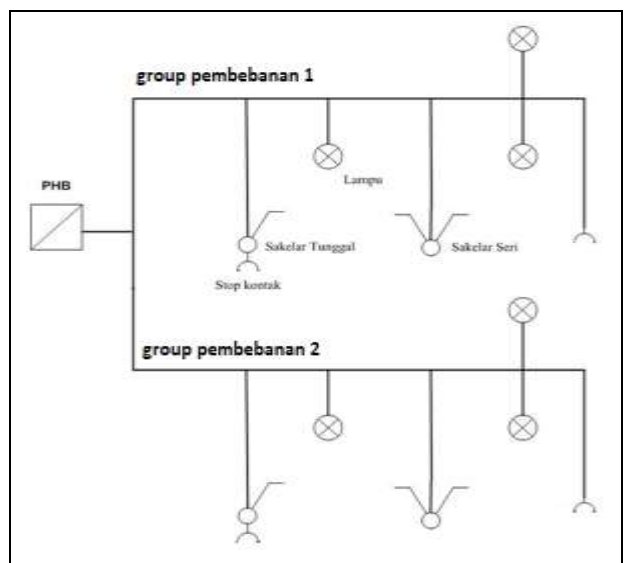 group pembebanan 1
PHB
Lampu
Sakelar Tunggal
Sakelar Seri
Stop kontak
group pembebanan 2